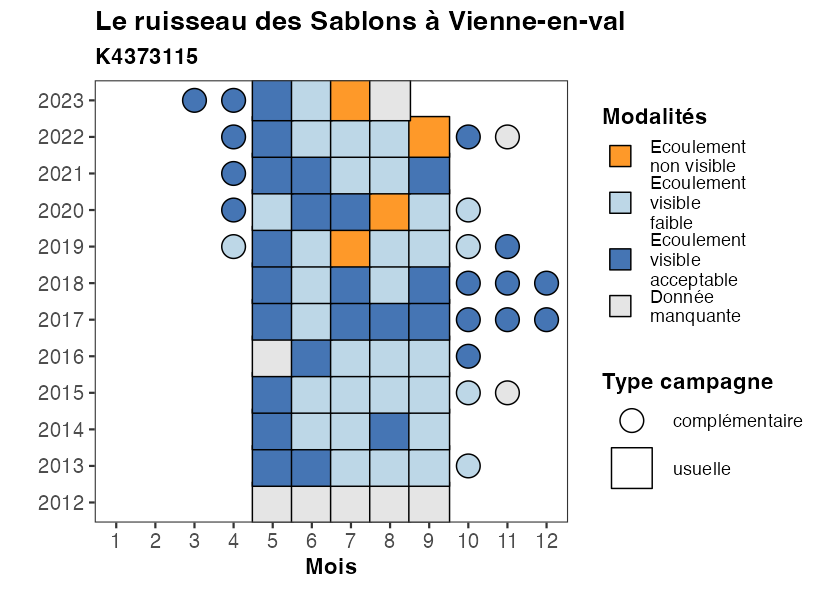 Le ruisseau des Sablons à Vienne-en-val
K4373115
2023
2022
2021
2020
2019
2018
2017
2016
2015
2014
2013
2012
1 2 3 4 5 6 7 8 9 10 11 12
Mois
Modalités
Ecoulement
non visible
Ecoulement
visible
faible
Ecoulement
visible
acceptable
Donnée
manquante
Type campagne
complémentaire
usuelle